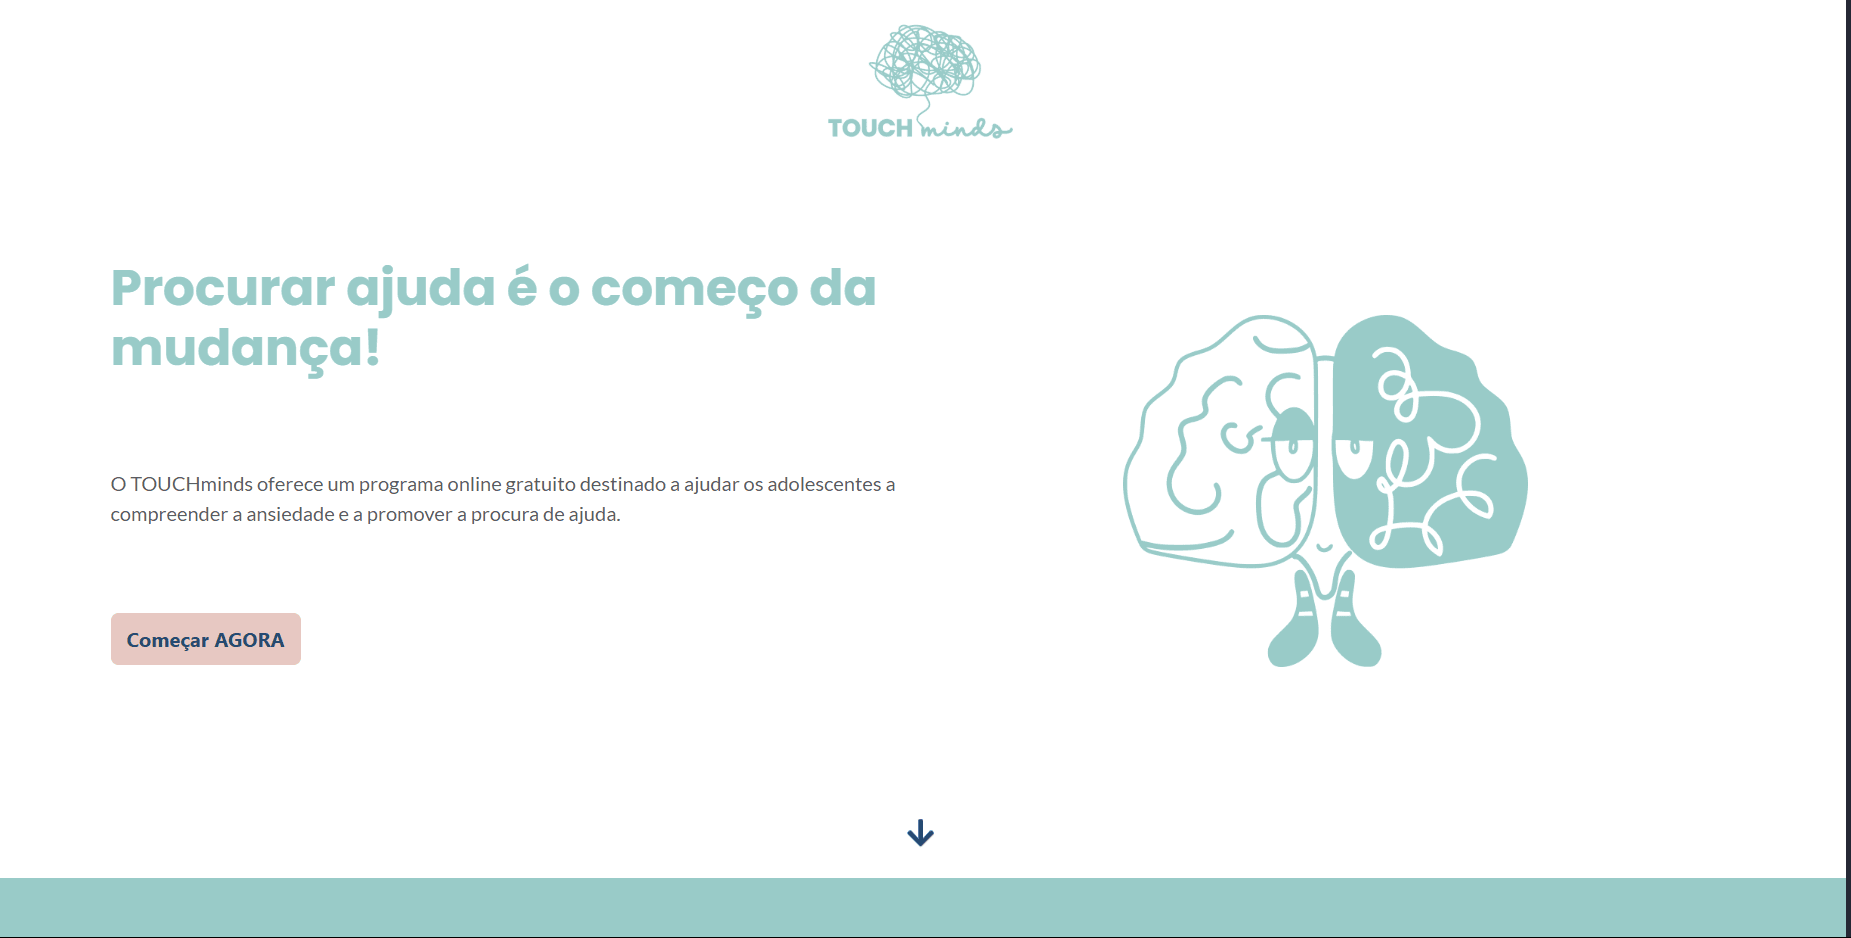 TOUCH minds
Procurar ajuda é o começo da
mudança!
O TOUCHminds oferece um programa online gratuito destinado a ajudar os adolescentes a
compreender a ansiedade e a promover a procura de ajuda.
Começar AGORA